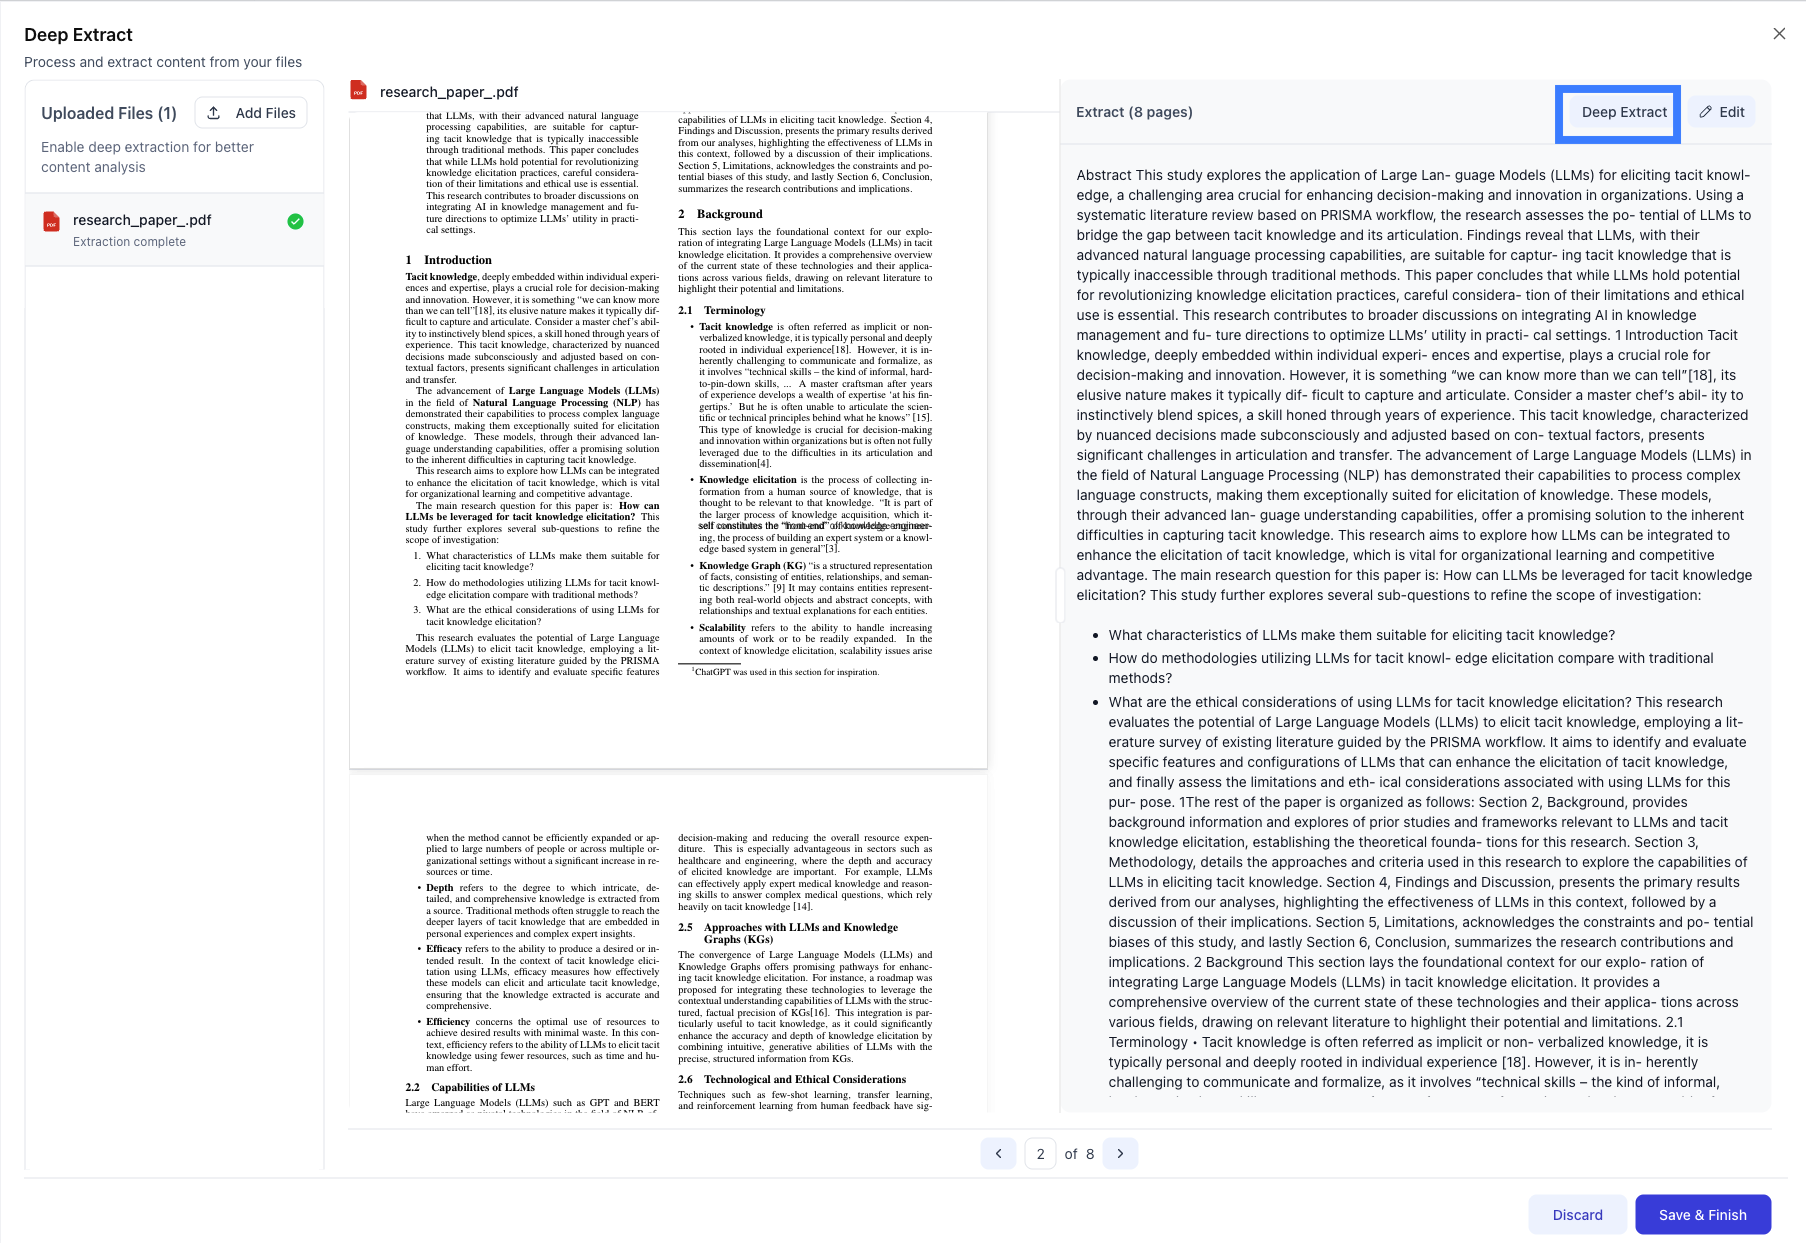 Deep Extract
Process and extract content from your files
Uploaded Files (1)
Add Files
Enable deep extraction for better
content analysis
research_paper_.pdf
Extraction complete
research_paper_.pdf
that LLMs, with their advanced natural language
processing capabilities, are suitable for captur-
ing tacit knowledge that is typically inaccessible
through traditional methods. This paper concludes
that while LLMs hold potential for revolutionizing
knowledge elicitation practices, careful considera-
tion of their limitations and ethical use is essential.
This research contributes to broader discussions on
integrating AI in knowledge management and fu-
ture directions to optimize LLMs' utility in practi-
cal settings.
1 Introduction
Tacit knowledge, deeply embedded within individual experi-
ences and expertise, plays a crucial role for decision-making
and innovation. However, it is something “we can know more
than we can tell”[18], its elusive nature makes it typically dif-
ficult to capture and articulate. Consider a master chef's abil-
ity to instinctively blend spices, a skill honed through years of
experience. This tacit knowledge, characterized by nuanced
decisions made subconsciously and adjusted based on con-
textual factors, presents significant challenges in articulation
and transfer.
The advancement of Large Language Models (LLMs)
in the field of Natural Language Processing (NLP) has
demonstrated their capabilities to process complex language
constructs, making them exceptionally suited for elicitation
of knowledge. These models, through their advanced lan-
guage understanding capabilities, offer a promising solution
to the inherent difficulties in capturing tacit knowledge.
This research aims to explore how LLMs can be integrated
to enhance the elicitation of tacit knowledge, which is vital
for organizational learning and competitive advantage.
The main research question for this paper is: How can
LLMs be leveraged for tacit knowledge elicitation? This
study further explores several sub-questions to refine the
scope of investigation:
1. What characteristics of LLMs make them suitable for
eliciting tacit knowledge?
2. How do methodologies utilizing LLMs for tacit knowl-
edge elicitation compare with traditional methods?
3. What are the ethical considerations of using LLMs for
tacit knowledge elicitation?
This research evaluates the potential of Large Language
Models (LLMs) to elicit tacit knowledge, employing a lit-
erature survey of existing literature guided by the PRISMA
workflow. It aims to identify and evaluate specific features
capabilities of LLMs in eliciting tacit knowledge. Section 4,
Findings and Discussion, presents the primary results derived
from our analyses, highlighting the effectiveness of LLMs in
this context, followed by a discussion of their implications.
Section 5, Limitations, acknowledges the constraints and po-
tential biases of this study, and lastly Section 6, Conclusion,
summarizes the research contributions and implications.
2 Background
This section lays the foundational context for our explo-
ration of integrating Large Language Models (LLMs) in tacit
knowledge elicitation. It provides a comprehensive overview
of the current state of these technologies and their applica-
tions across various fields, drawing on relevant literature to
highlight their potential and limitations.
2.1 Terminology
• Tacit knowledge is often referred as implicit or non-
verbalized knowledge, it is typically personal and deeply
rooted in individual experience[18]. However, it is in-
herently challenging to communicate and formalize, as
it involves “technical skills – the kind of informal, hard-
to-pin-down skills, ... A master craftsman after years
of experience develops a wealth of expertise ‘at his fin-
gertips.’ But he is often unable to articulate the scien-
tific or technical principles behind what he knows” [15].
This type of knowledge is crucial for decision-making
and innovation within organizations but is often not fully
leveraged due to the difficulties in its articulation and
dissemination[4].
• Knowledge elicitation is the process of collecting in-
formation from a human source of knowledge, that is
thought to be relevant to that knowledge. “It is part of
the larger process of knowledge acquisition, which it-
self constitutes the “front-end” of knowledge engineer-
ing, the process of building an expert system or a knowl-
edge based system in general”[3].
• Knowledge Graph (KG) “is a structured representation
of facts, consisting of entities, relationships, and seman-
tic descriptions.” [9] It may contains entities represent-
ing both real-world objects and abstract concepts, with
relationships and textual explanations for each entities.
• Scalability refers to the ability to handle increasing
amounts of work or to be readily expanded. In the
context of knowledge elicitation, scalability issues arise
1ChatGPT was used in this section for inspiration.
when the method cannot be efficiently expanded or ap-
plied to large numbers of people or across multiple or-
ganizational settings without a significant increase in re-
sources or time.
• Depth refers to the degree to which intricate, de-
tailed, and comprehensive knowledge is extracted from
a source. Traditional methods often struggle to reach the
deeper layers of tacit knowledge that are embedded in
personal experiences and complex expert insights.
• Efficacy refers to the ability to produce a desired or in-
tended result. In the context of tacit knowledge elici-
tation using LLMs, efficacy measures how effectively
these models can elicit and articulate tacit knowledge,
ensuring that the knowledge extracted is accurate and
comprehensive.
• Efficiency concerns the optimal use of resources to
achieve desired results with minimal waste. In this con-
text, efficiency refers to the ability of LLMs to elicit tacit
knowledge using fewer resources, such as time and hu-
man effort.
2.2 Capabilities of LLMs
Large Language Models (LLMs) such as GPT and BERT
decision-making and reducing the overall resource expen-
diture. This is especially advantageous in sectors such as
healthcare and engineering, where the depth and accuracy
of elicited knowledge are important. For example, LLMs
can effectively apply expert medical knowledge and reason-
ing skills to answer complex medical questions, which rely
heavily on tacit knowledge [14].
2.5 Approaches with LLMs and Knowledge
Graphs (KGs)
The convergence of Large Language Models (LLMs) and
Knowledge Graphs offers promising pathways for enhanc-
ing tacit knowledge elicitation. For instance, a roadmap was
proposed for integrating these technologies to leverage the
contextual understanding capabilities of LLMs with the struc-
tured, factual precision of KGs[16]. This integration is par-
ticularly useful to tacit knowledge, as it could significantly
enhance the accuracy and depth of knowledge elicitation by
combining intuitive, generative abilities of LLMs with the
precise, structured information from KGs.
2.6 Technological and Ethical Considerations
Techniques such as few-shot learning, transfer learning,
and reinforcement learning from human feedback have sig-
Extract (8 pages)
Deep Extract
Edit
Abstract This study explores the application of Large Lan- guage Models (LLMs) for eliciting tacit knowl-
edge, a challenging area crucial for enhancing decision-making and innovation in organizations. Using a
systematic literature review based on PRISMA workflow, the research assesses the po- tential of LLMs to
bridge the gap between tacit knowledge and its articulation. Findings reveal that LLMs, with their
advanced natural language processing capabilities, are suitable for captur- ing tacit knowledge that is
typically inaccessible through traditional methods. This paper concludes that while LLMs hold potential
for revolutionizing knowledge elicitation practices, careful considera- tion of their limitations and ethical
use is essential. This research contributes to broader discussions on integrating AI in knowledge
management and fu- ture directions to optimize LLMs’ utility in practi- cal settings. 1 Introduction Tacit
knowledge, deeply embedded within individual experi- ences and expertise, plays a crucial role for
decision-making and innovation. However, it is something “we can know more than we can tell”[18], its
elusive nature makes it typically dif- ficult to capture and articulate. Consider a master chef’s abil- ity to
instinctively blend spices, a skill honed through years of experience. This tacit knowledge, characterized
by nuanced decisions made subconsciously and adjusted based on con- textual factors, presents
significant challenges in articulation and transfer. The advancement of Large Language Models (LLMs) in
the field of Natural Language Processing (NLP) has demonstrated their capabilities to process complex
language constructs, making them exceptionally suited for elicitation of knowledge. These models,
through their advanced lan- guage understanding capabilities, offer a promising solution to the inherent
difficulties in capturing tacit knowledge. This research aims to explore how LLMs can be integrated to
enhance the elicitation of tacit knowledge, which is vital for organizational learning and competitive
advantage. The main research question for this paper is: How can LLMs be leveraged for tacit knowledge
elicitation? This study further explores several sub-questions to refine the scope of investigation:
• What characteristics of LLMs make them suitable for eliciting tacit knowledge?
• How do methodologies utilizing LLMs for tacit knowl- edge elicitation compare with traditional
methods?
• What are the ethical considerations of using LLMs for tacit knowledge elicitation? This research
evaluates the potential of Large Language Models (LLMs) to elicit tacit knowledge, employing a lit-
erature survey of existing literature guided by the PRISMA workflow. It aims to identify and evaluate
specific features and configurations of LLMs that can enhance the elicitation of tacit knowledge,
and finally assess the limitations and eth- ical considerations associated with using LLMs for this
pur- pose. 1The rest of the paper is organized as follows: Section 2, Background, provides
background information and explores of prior studies and frameworks relevant to LLMs and tacit
knowledge elicitation, establishing the theoretical founda- tions for this research. Section 3,
Methodology, details the approaches and criteria used in this research to explore the capabilities of
LLMs in eliciting tacit knowledge. Section 4, Findings and Discussion, presents the primary results
derived from our analyses, highlighting the effectiveness of LLMs in this context, followed by a
discussion of their implications. Section 5, Limitations, acknowledges the constraints and po- tential
biases of this study, and lastly Section 6, Conclusion, summarizes the research contributions and
implications. 2 Background This section lays the foundational context for our explo- ration of
integrating Large Language Models (LLMs) in tacit knowledge elicitation. It provides a
comprehensive overview of the current state of these technologies and their applica- tions across
various fields, drawing on relevant literature to highlight their potential and limitations. 2.1
Terminology • Tacit knowledge is often referred as implicit or non- verbalized knowledge, it is
typically personal and deeply rooted in individual experience [18]. However, it is in- herently
challenging to communicate and formalize, as it involves “technical skills – the kind of informal,
2 of 8
Discard
Save & Finish